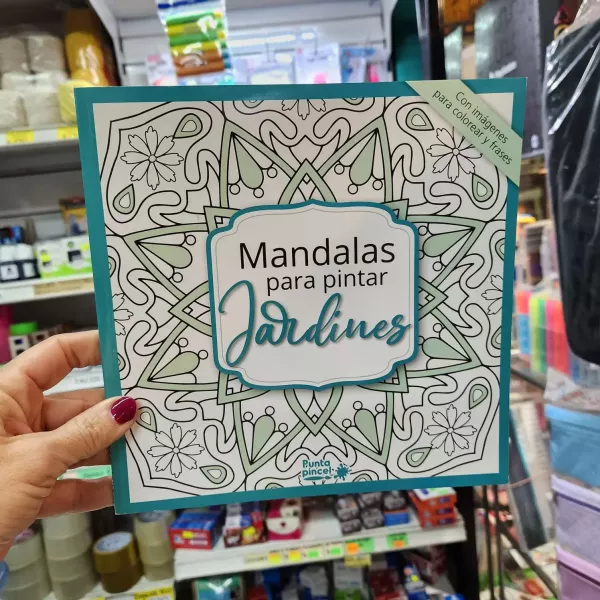 Con imágenes
para colorear y frases
Mandalas
para pintar
Jardines
Punta
pincel